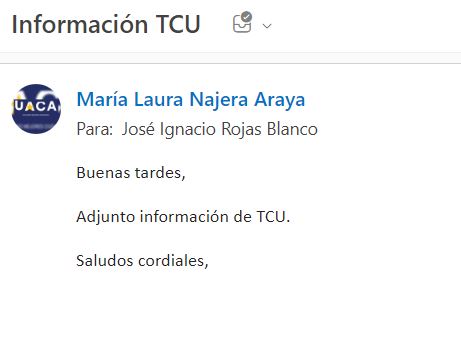 Información TCU
UACA
María Laura Najera Araya
Para: José Ignacio Rojas Blanco
Buenas tardes,
Adjunto información de TCU.
Saludos cordiales,